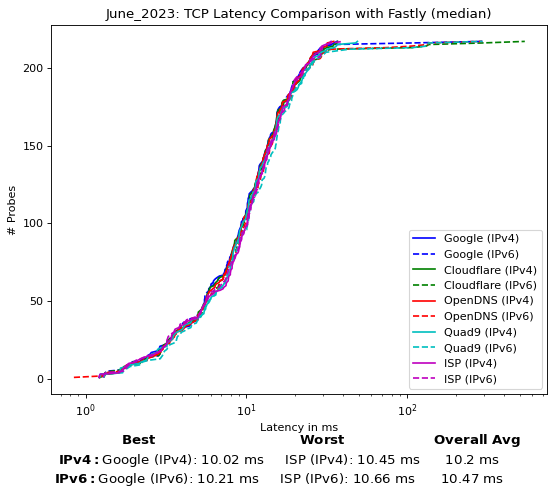 June_2023: TCP Latency Comparison with Fastly (median)
200
150
100
50
0
# Probes
10^0
10^1
10^2
Latency in ms
Google (IPv4)
Google (IPv6)
Cloudflare (IPv4)
Cloudflare (IPv6)
OpenDNS (IPv4)
OpenDNS (IPv6)
Quad9 (IPv4)
Quad9 (IPv6)
ISP (IPv4)
ISP (IPv6)
Best Worst Overall Avg
IPv4: Google (IPv4): 10.02 ms ISP (IPv4): 10.45 ms 10.2 ms
IPv6: Google (IPv6): 10.21 ms ISP (IPv6): 10.66 ms 10.47 ms